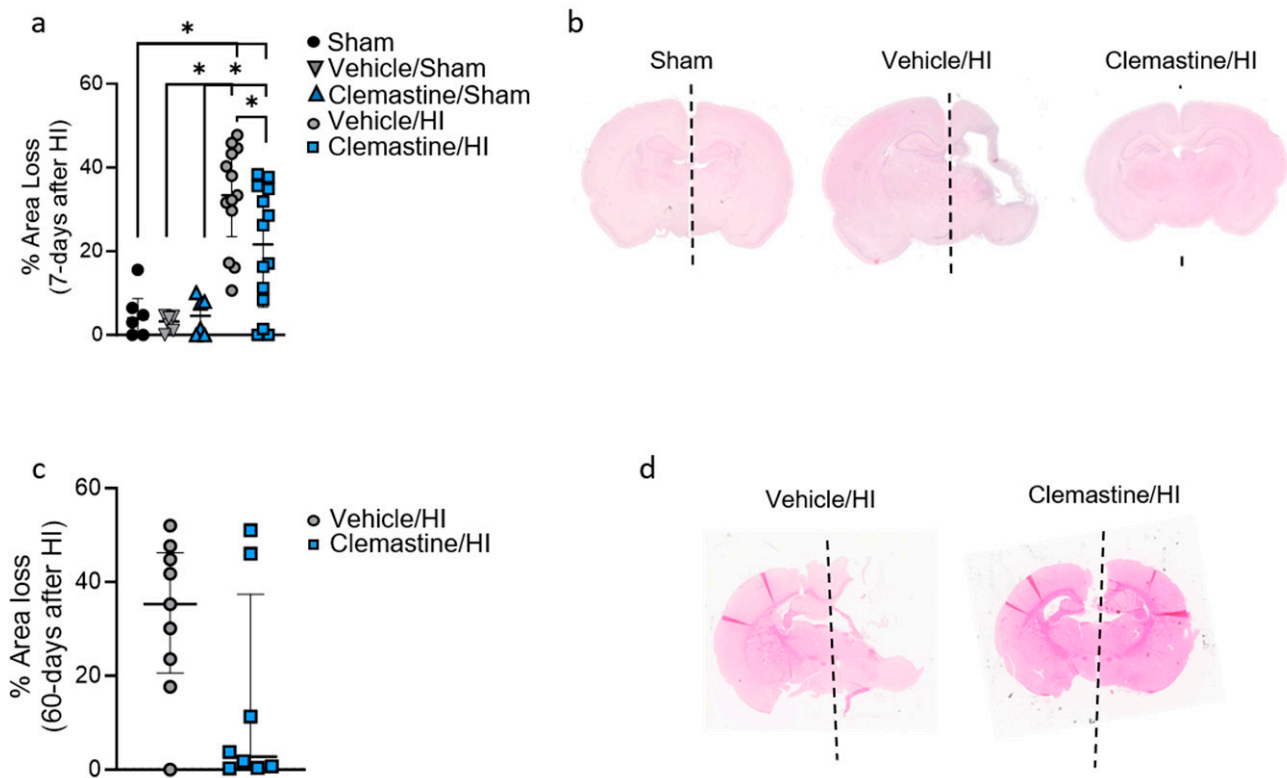 a
*
Sham
Vehicle/Sham
Clemastine/Sham
Vehicle/HI
Clemastine/HI
* *
*
% Area Loss
(7-days after HI)
60
40
20
0
b
Sham
Vehicle/HI
Clemastine/HI
c
% Area loss
(60-days after HI)
60
40
20
0
Vehicle/HI
Clemastine/HI
d
Vehicle/HI
Clemastine/HI